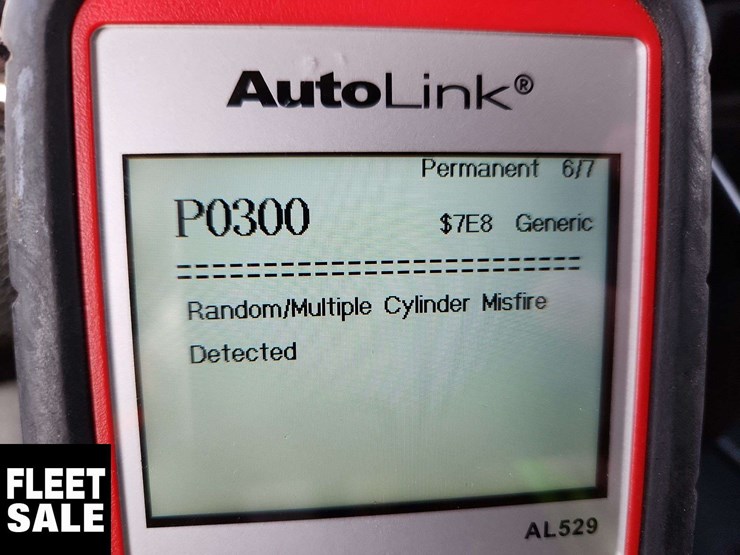 AutoLink®
Permanent 6/7
P0300 $7E8 Generic
==========================
Random/Multiple Cylinder Misfire
Detected
AL529
FLEET
SALE